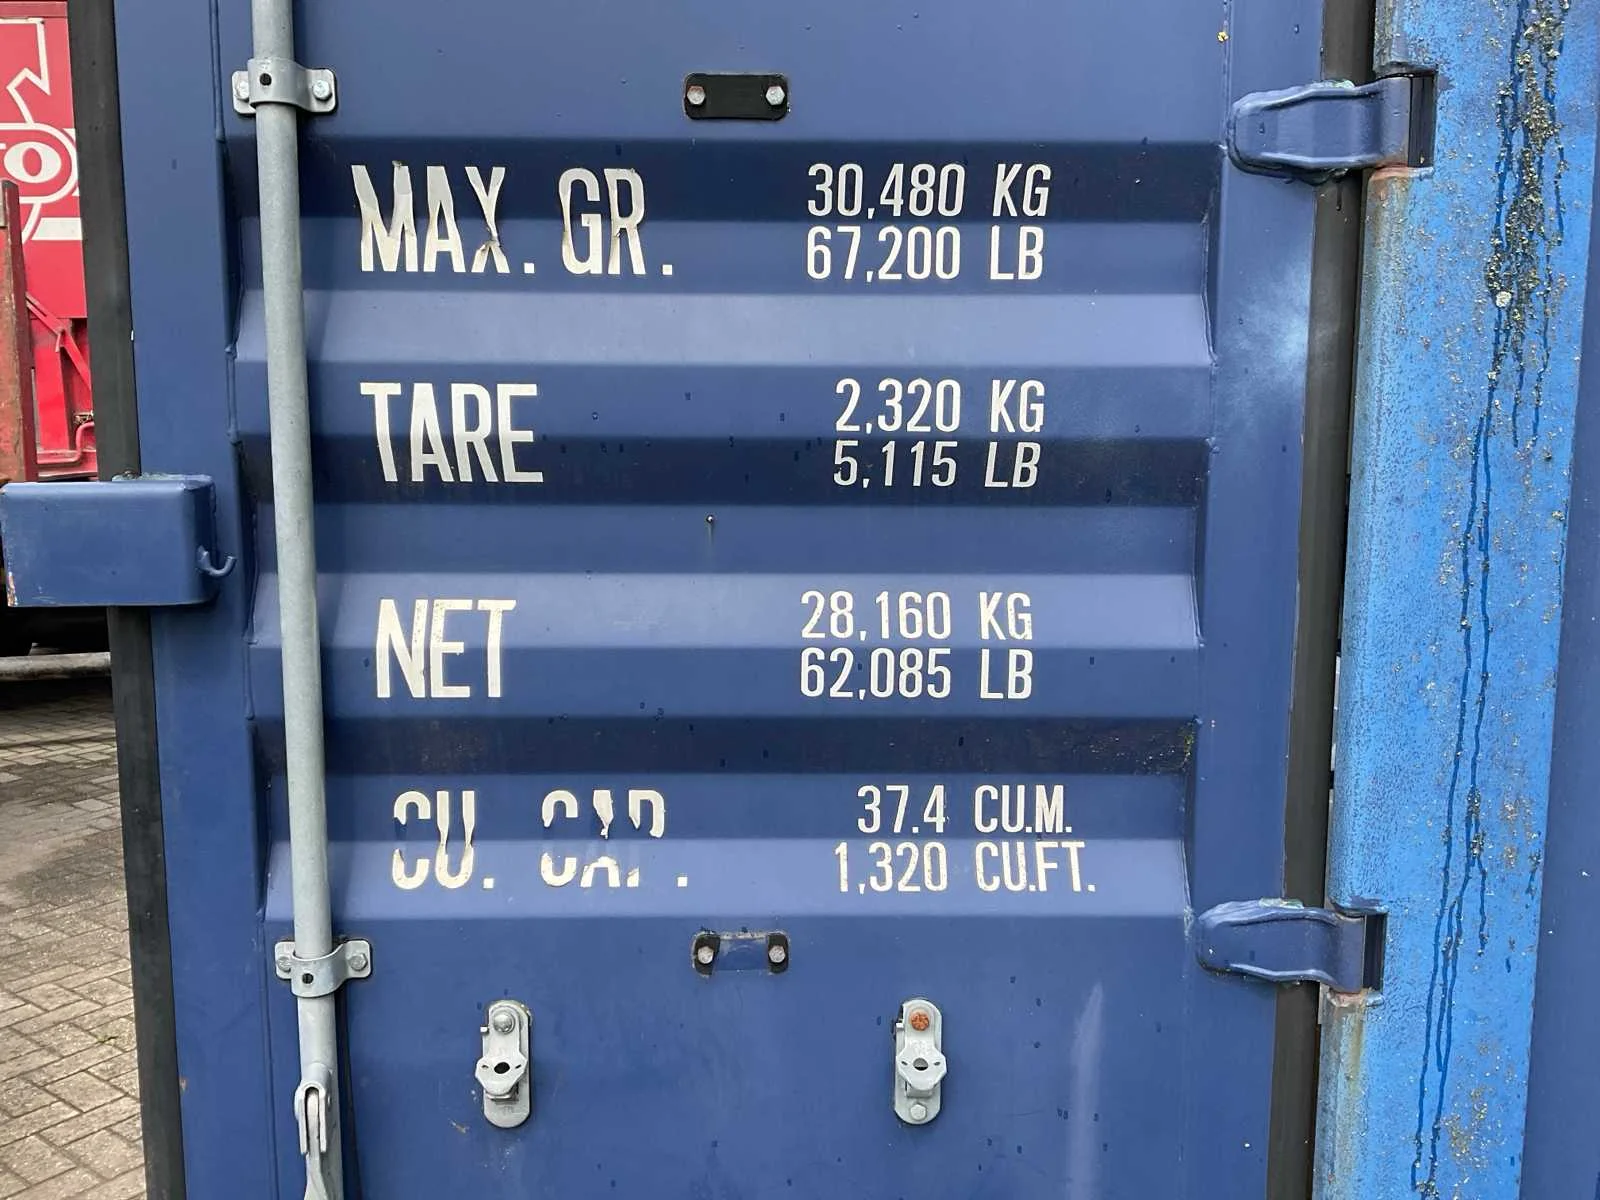 MAX. GR. 30,480 KG
67,200 LB
TARE 2,320 KG
5,115 LB
NET 28,160 KG
62,085 LB
CU. CAP. 37.4 CU.M.
1,320 CU.FT.